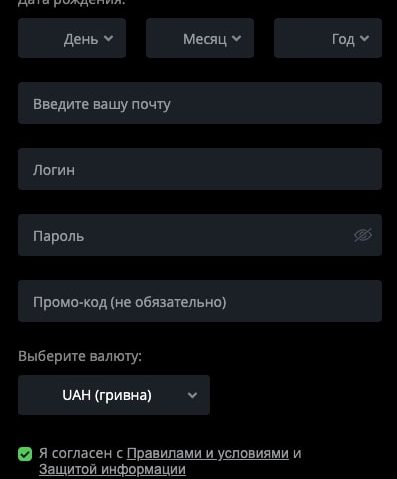 Дата рождения:
День Месяц Год
Введите вашу почту
Логин
Пароль
Промо-код (не обязательно)
Выберите валюту:
UAH (гривна)
Я согласен с Правилами и условиями и
Защитой информации